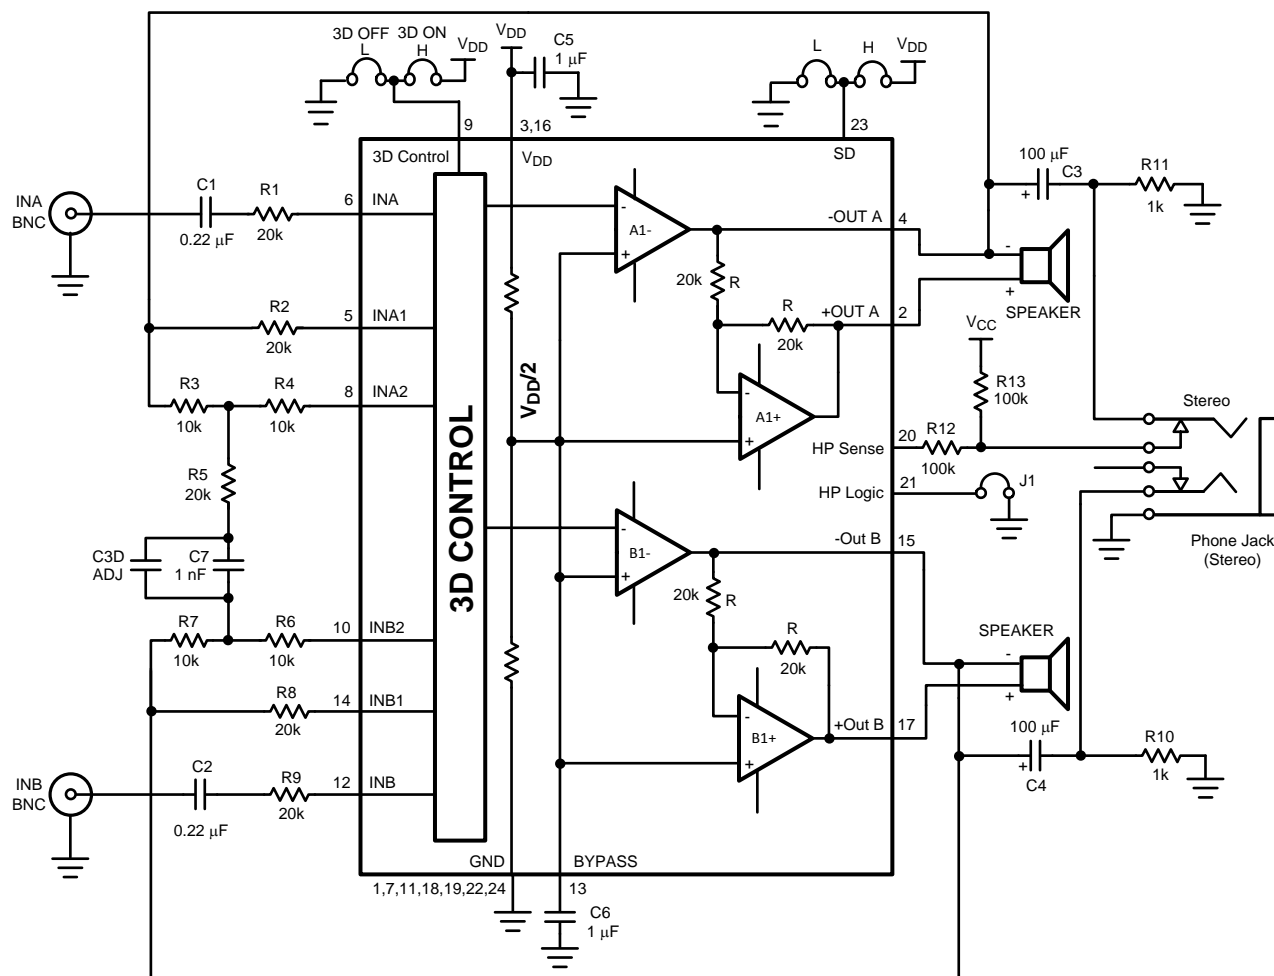 3D OFF 3D ON
L H
VDD
VDD
C5
1 μF
L H
VDD
9
3,16
23
3D Control
VDD
SD
INA
BNC
C1
0.22 μF
R1
20k
6
INA
A1-
-
+
-OUT A
4
100 μF
+
C3
R11
1k
20k
R
R
20k
+OUT A
2
-
+
SPEAKER
R2
20k
5
INA1
VCC
R13
100k
R3
10k
R4
10k
8
INA2
VDD/2
-
+
A1+
Stereo
HP Sense
20
R12
100k
R5
20k
HP Logic
21
J1
3D CONTROL
C3D
ADJ
C7
1 nF
-
+
B1-
-Out B
15
Phone Jack
(Stereo)
20k
R
R7
10k
R6
10k
10
INB2
R
20k
SPEAKER
-
+
R8
20k
14
INB1
-
+
B1+
+Out B
17
100 μF
+
C4
R10
1k
INB
BNC
C2
0.22 μF
R9
20k
12
INB
GND
BYPASS
1,7,11,18,19,22,24
13
C6
1 μF